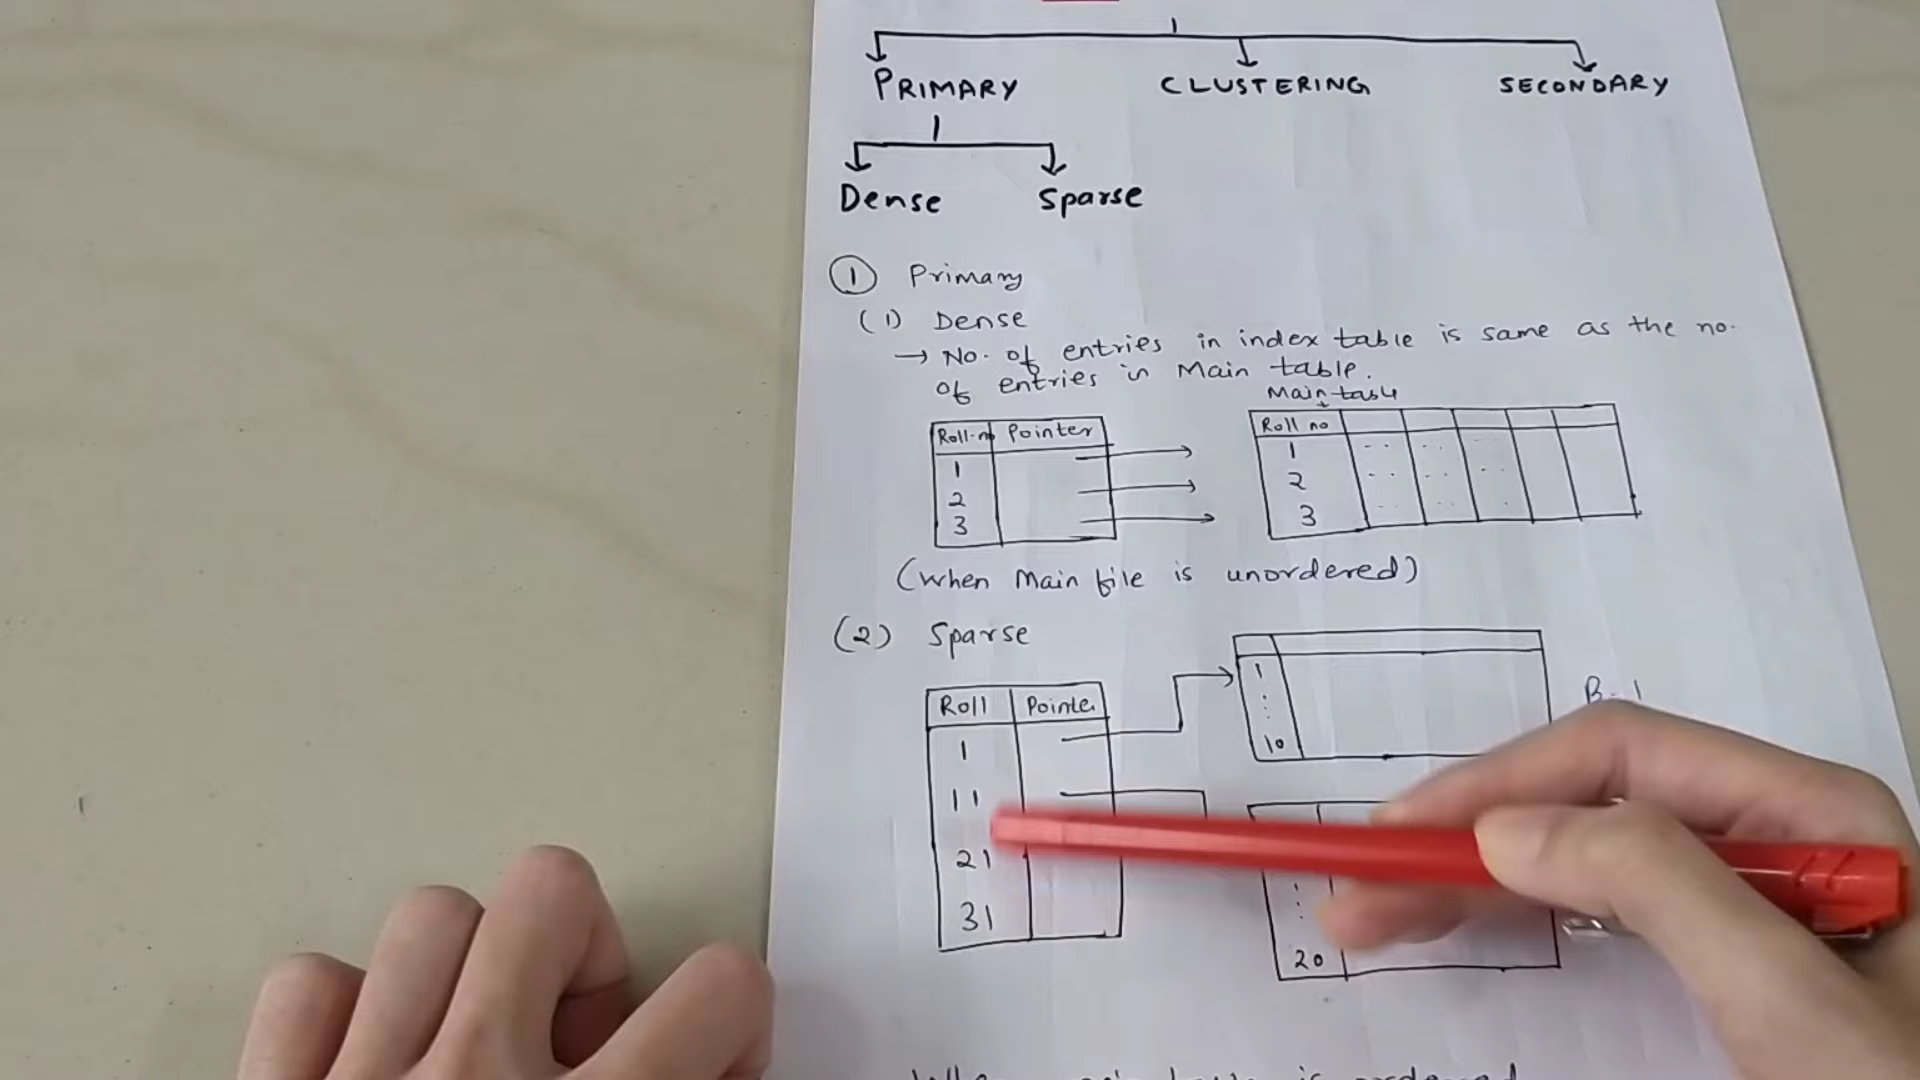 PRIMARY CLUSTERING SECONDARY
Dense Sparse
① Primary
(1) Dense
→ No. of entries in index table is same as the no.
of entries in Main table.
Roll-no Pointer
1
2
3
Main
Roll no
1
2
3
(when Main file is unordered)
(2) Sparse
Roll Pointe
1
11
21
31
1
10
20
is